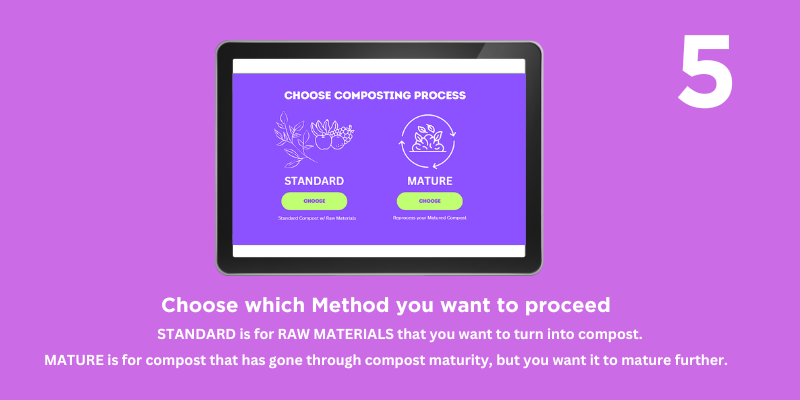 5
CHOOSE COMPOSTING PROCESS
STANDARD
MATURE
CHOOSE
CHOOSE
Standard Compost w/ Raw Materials
Reprocess your Matured Compost
Choose which Method you want to proceed
STANDARD is for RAW MATERIALS that you want to turn into compost.
MATURE is for compost that has gone through compost maturity, but you want it to mature further.